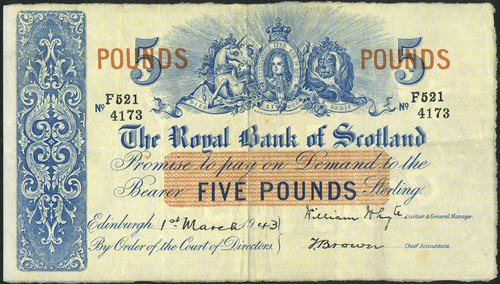 5 POUNDS POUNDS 5
Nº F521 4173 Nº F521 4173
The Royal Bank of Scotland
Promise to pay on Demand to the
Bearer FIVE POUNDS Sterling.
Edinburgh 1st March 1943 William Whyte Cashier & General Manager.
By Order of the Court of Directors. J. Brown Chief Accountant.